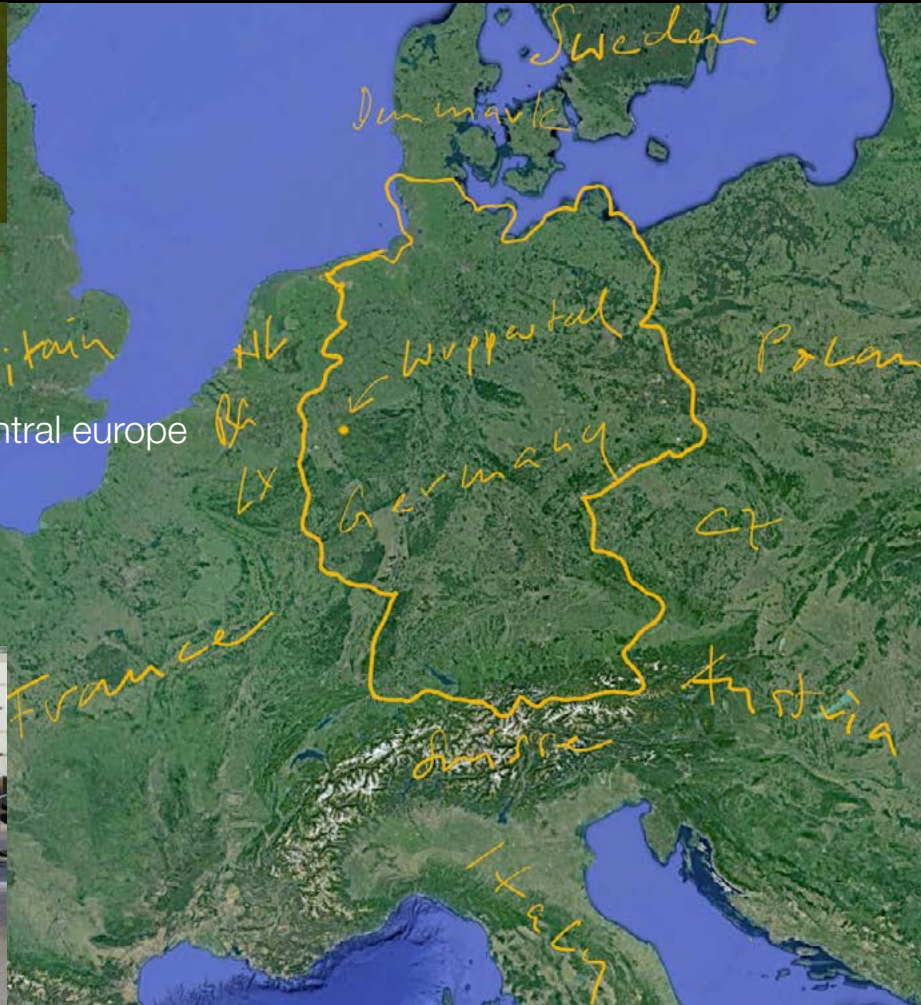 Sweden
Denmark
itain
NL
Wuppertal
Polan
ntral europe
LX
Germany
CZ
France
Austria
Suisse
Italy